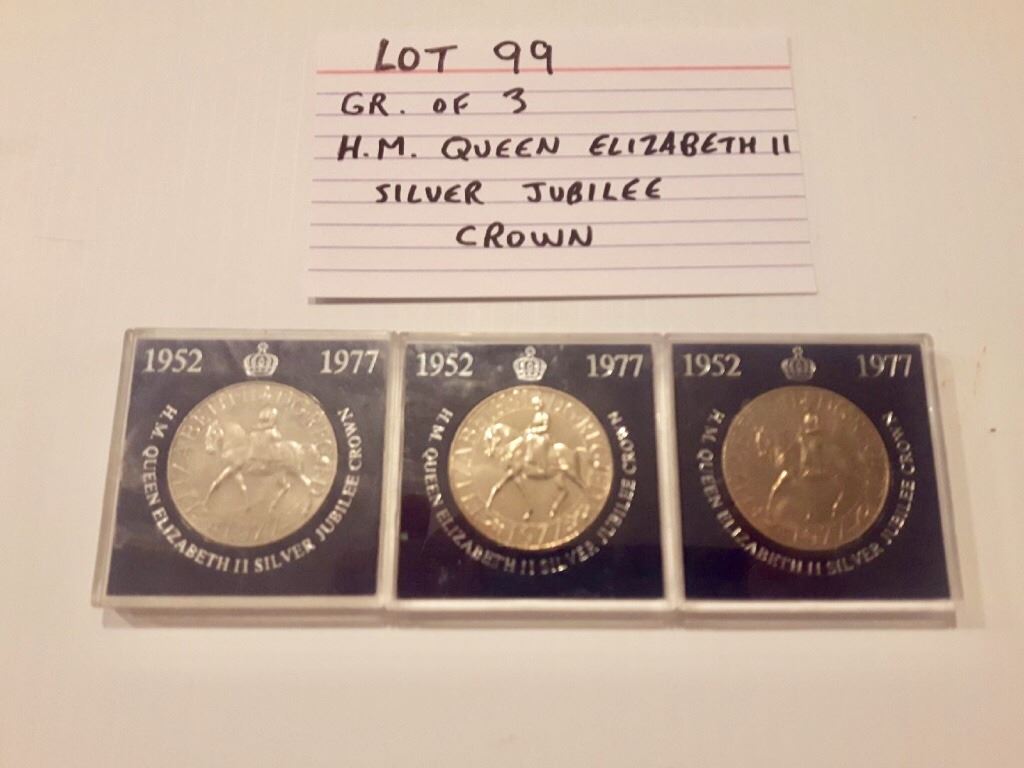 LOT 99
GR. OF 3
H.M. QUEEN ELIZABETH II
SILVER JUBILEE
CROWN
1952 1977
H.M. QUEEN ELIZABETH II SILVER JUBILEE CROWN
1952 1977
H.M. QUEEN ELIZABETH II SILVER JUBILEE CROWN
1952 1977
H.M. QUEEN ELIZABETH II SILVER JUBILEE CROWN